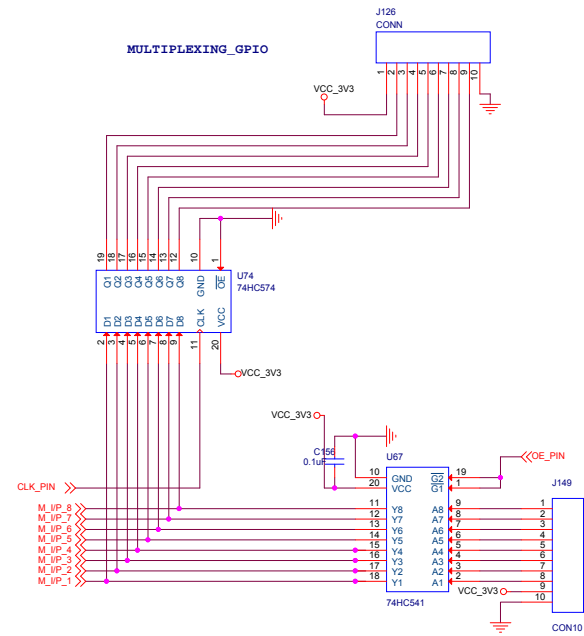 J126
CONN
MULTIPLEXING_GPIO
VCC_3V3
1 2 3 4 5 6 7 8 9 10
19 18 17 16 15 14 13 12 10 1
Q1 Q2 Q3 Q4 Q5 Q6 Q7 Q8 GND OE
U74
74HC574
D1 D2 D3 D4 D5 D6 D7 D8 CLK VCC
2 3 4 5 6 7 8 9 11 20
VCC_3V3
VCC_3V3
C156
0.1uF
U67
OE_PIN
10 GND G2 19
20 VCC G1 1
J149
CLK_PIN
M_I/P_8 11 Y8 A8 9 1
M_I/P_7 12 Y7 A7 8 2
M_I/P_6 13 Y6 A6 7 3
M_I/P_5 14 Y5 A5 6 4
M_I/P_4 15 Y4 A4 5 5
M_I/P_3 16 Y3 A3 4 6
M_I/P_2 17 Y2 A2 3 7
M_I/P_1 18 Y1 A1 2 8
VCC_3V3 9
10
74HC541
CON10